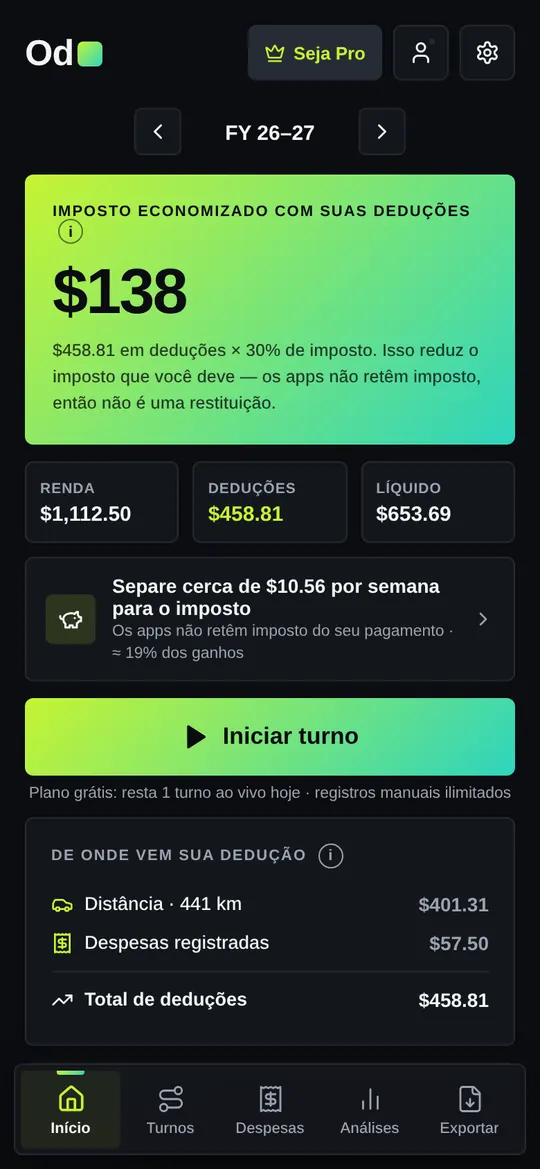 Od
Seja Pro
FY 26–27
IMPOSTO ECONOMIZADO COM SUAS DEDUÇÕES
i
$138
$458.81 em deduções × 30% de imposto. Isso reduz o
imposto que você deve — os apps não retêm imposto,
então não é uma restituição.
RENDA
$1,112.50
DEDUÇÕES
$458.81
LÍQUIDO
$653.69
Separe cerca de $10.56 por semana
para o imposto
Os apps não retêm imposto do seu pagamento ·
≈ 19% dos ganhos
Iniciar turno
Plano grátis: resta 1 turno ao vivo hoje · registros manuais ilimitados
DE ONDE VEM SUA DEDUÇÃO i
Distância · 441 km $401.31
Despesas registradas $57.50
Total de deduções $458.81
Início
Turnos
Despesas
Análises
Exportar